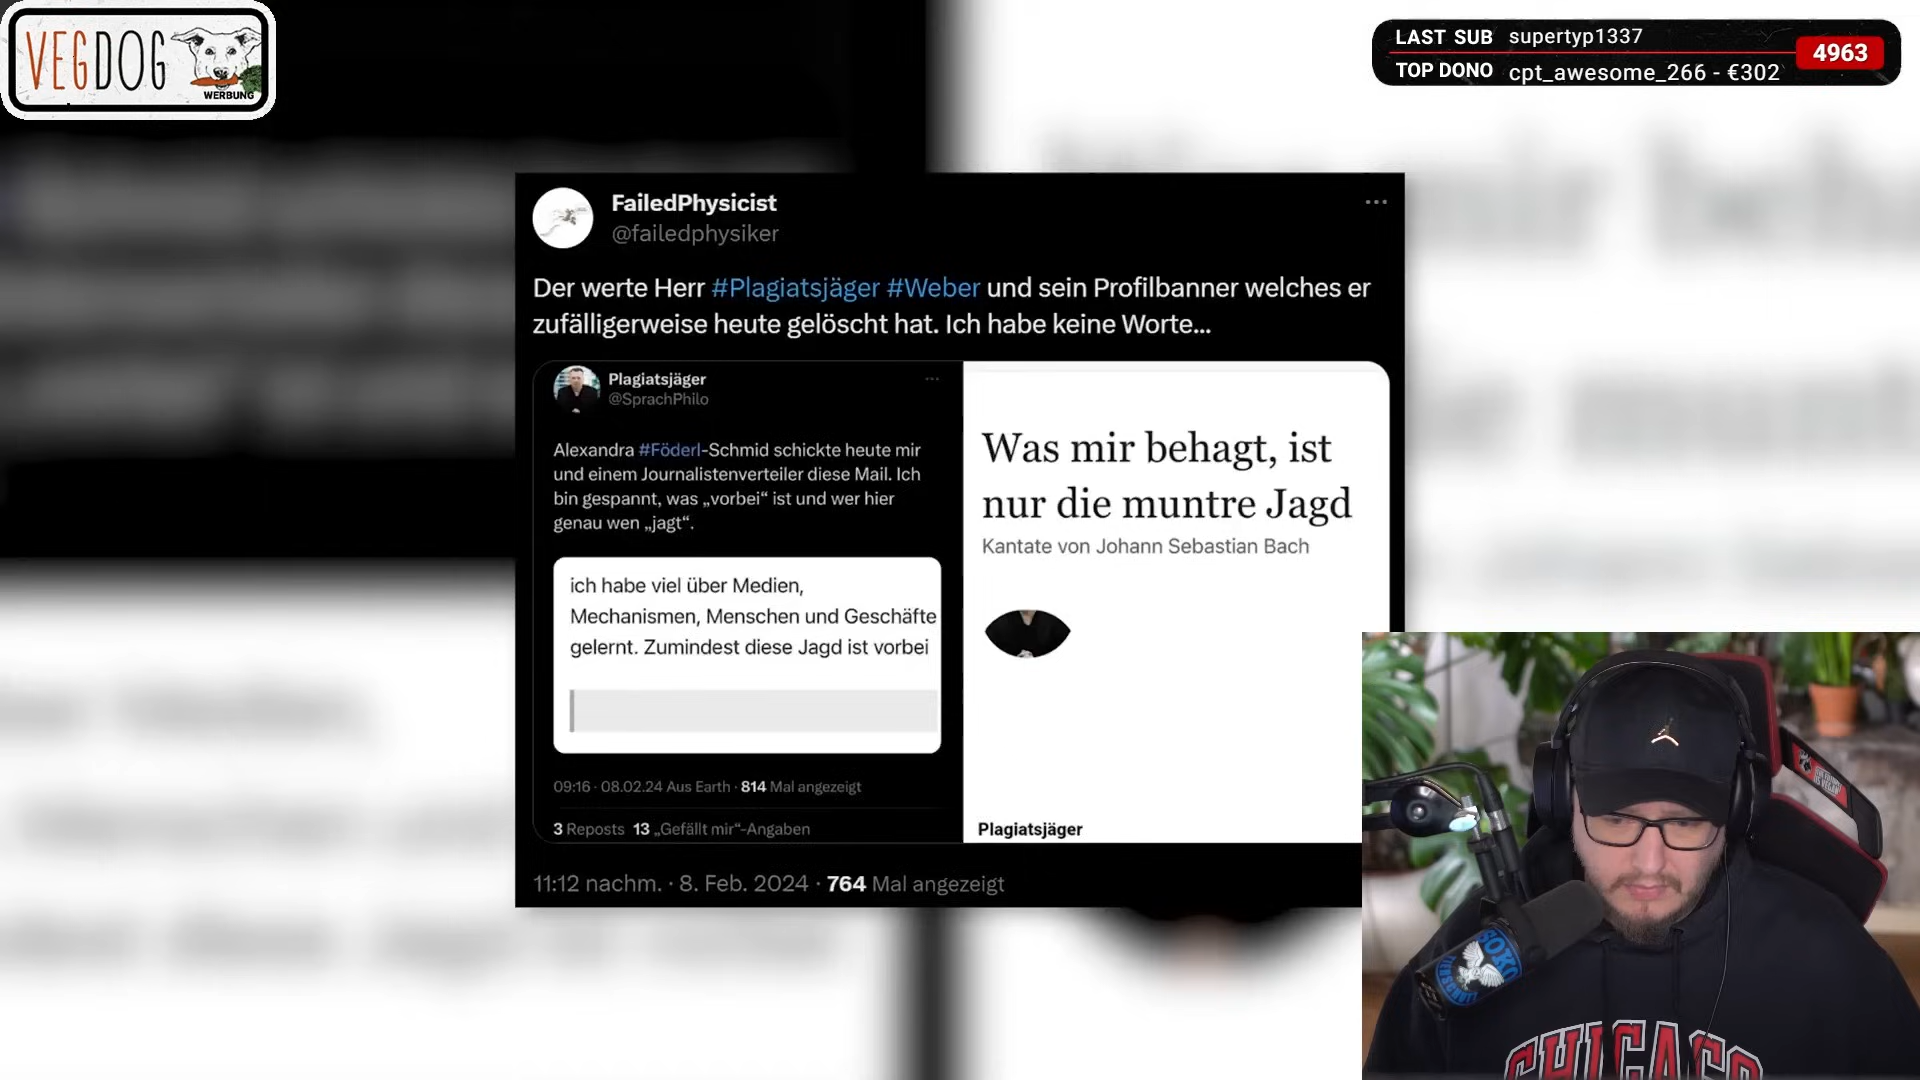 VEGDOG
WERBUNG
LAST SUB supertyp1337
TOP DONO cpt_awesome_266 - €302
4963
FailedPhysicist
@failedphysiker
Der werte Herr #Plagiatsjäger #Weber und sein Profilbanner welches er
zufälligerweise heute gelöscht hat. Ich habe keine Worte...
Plagiatsjäger
@SprachPhilo
Alexandra #Föderl-Schmid schickte heute mir
und einem Journalistenverteiler diese Mail. Ich
bin gespannt, was „vorbei“ ist und wer hier
genau wen „jagt“.
ich habe viel über Medien,
Mechanismen, Menschen und Geschäfte
gelernt. Zumindest diese Jagd ist vorbei
09:16 · 08.02.24 Aus Earth · 814 Mal angezeigt
3 Reposts 13 „Gefällt mir“-Angaben
Was mir behagt, ist
nur die muntre Jagd
Kantate von Johann Sebastian Bach
Plagiatsjäger
11:12 nachm. · 8. Feb. 2024 · 764 Mal angezeigt
SOKO
TIERSCHUTZ
CHICAGO